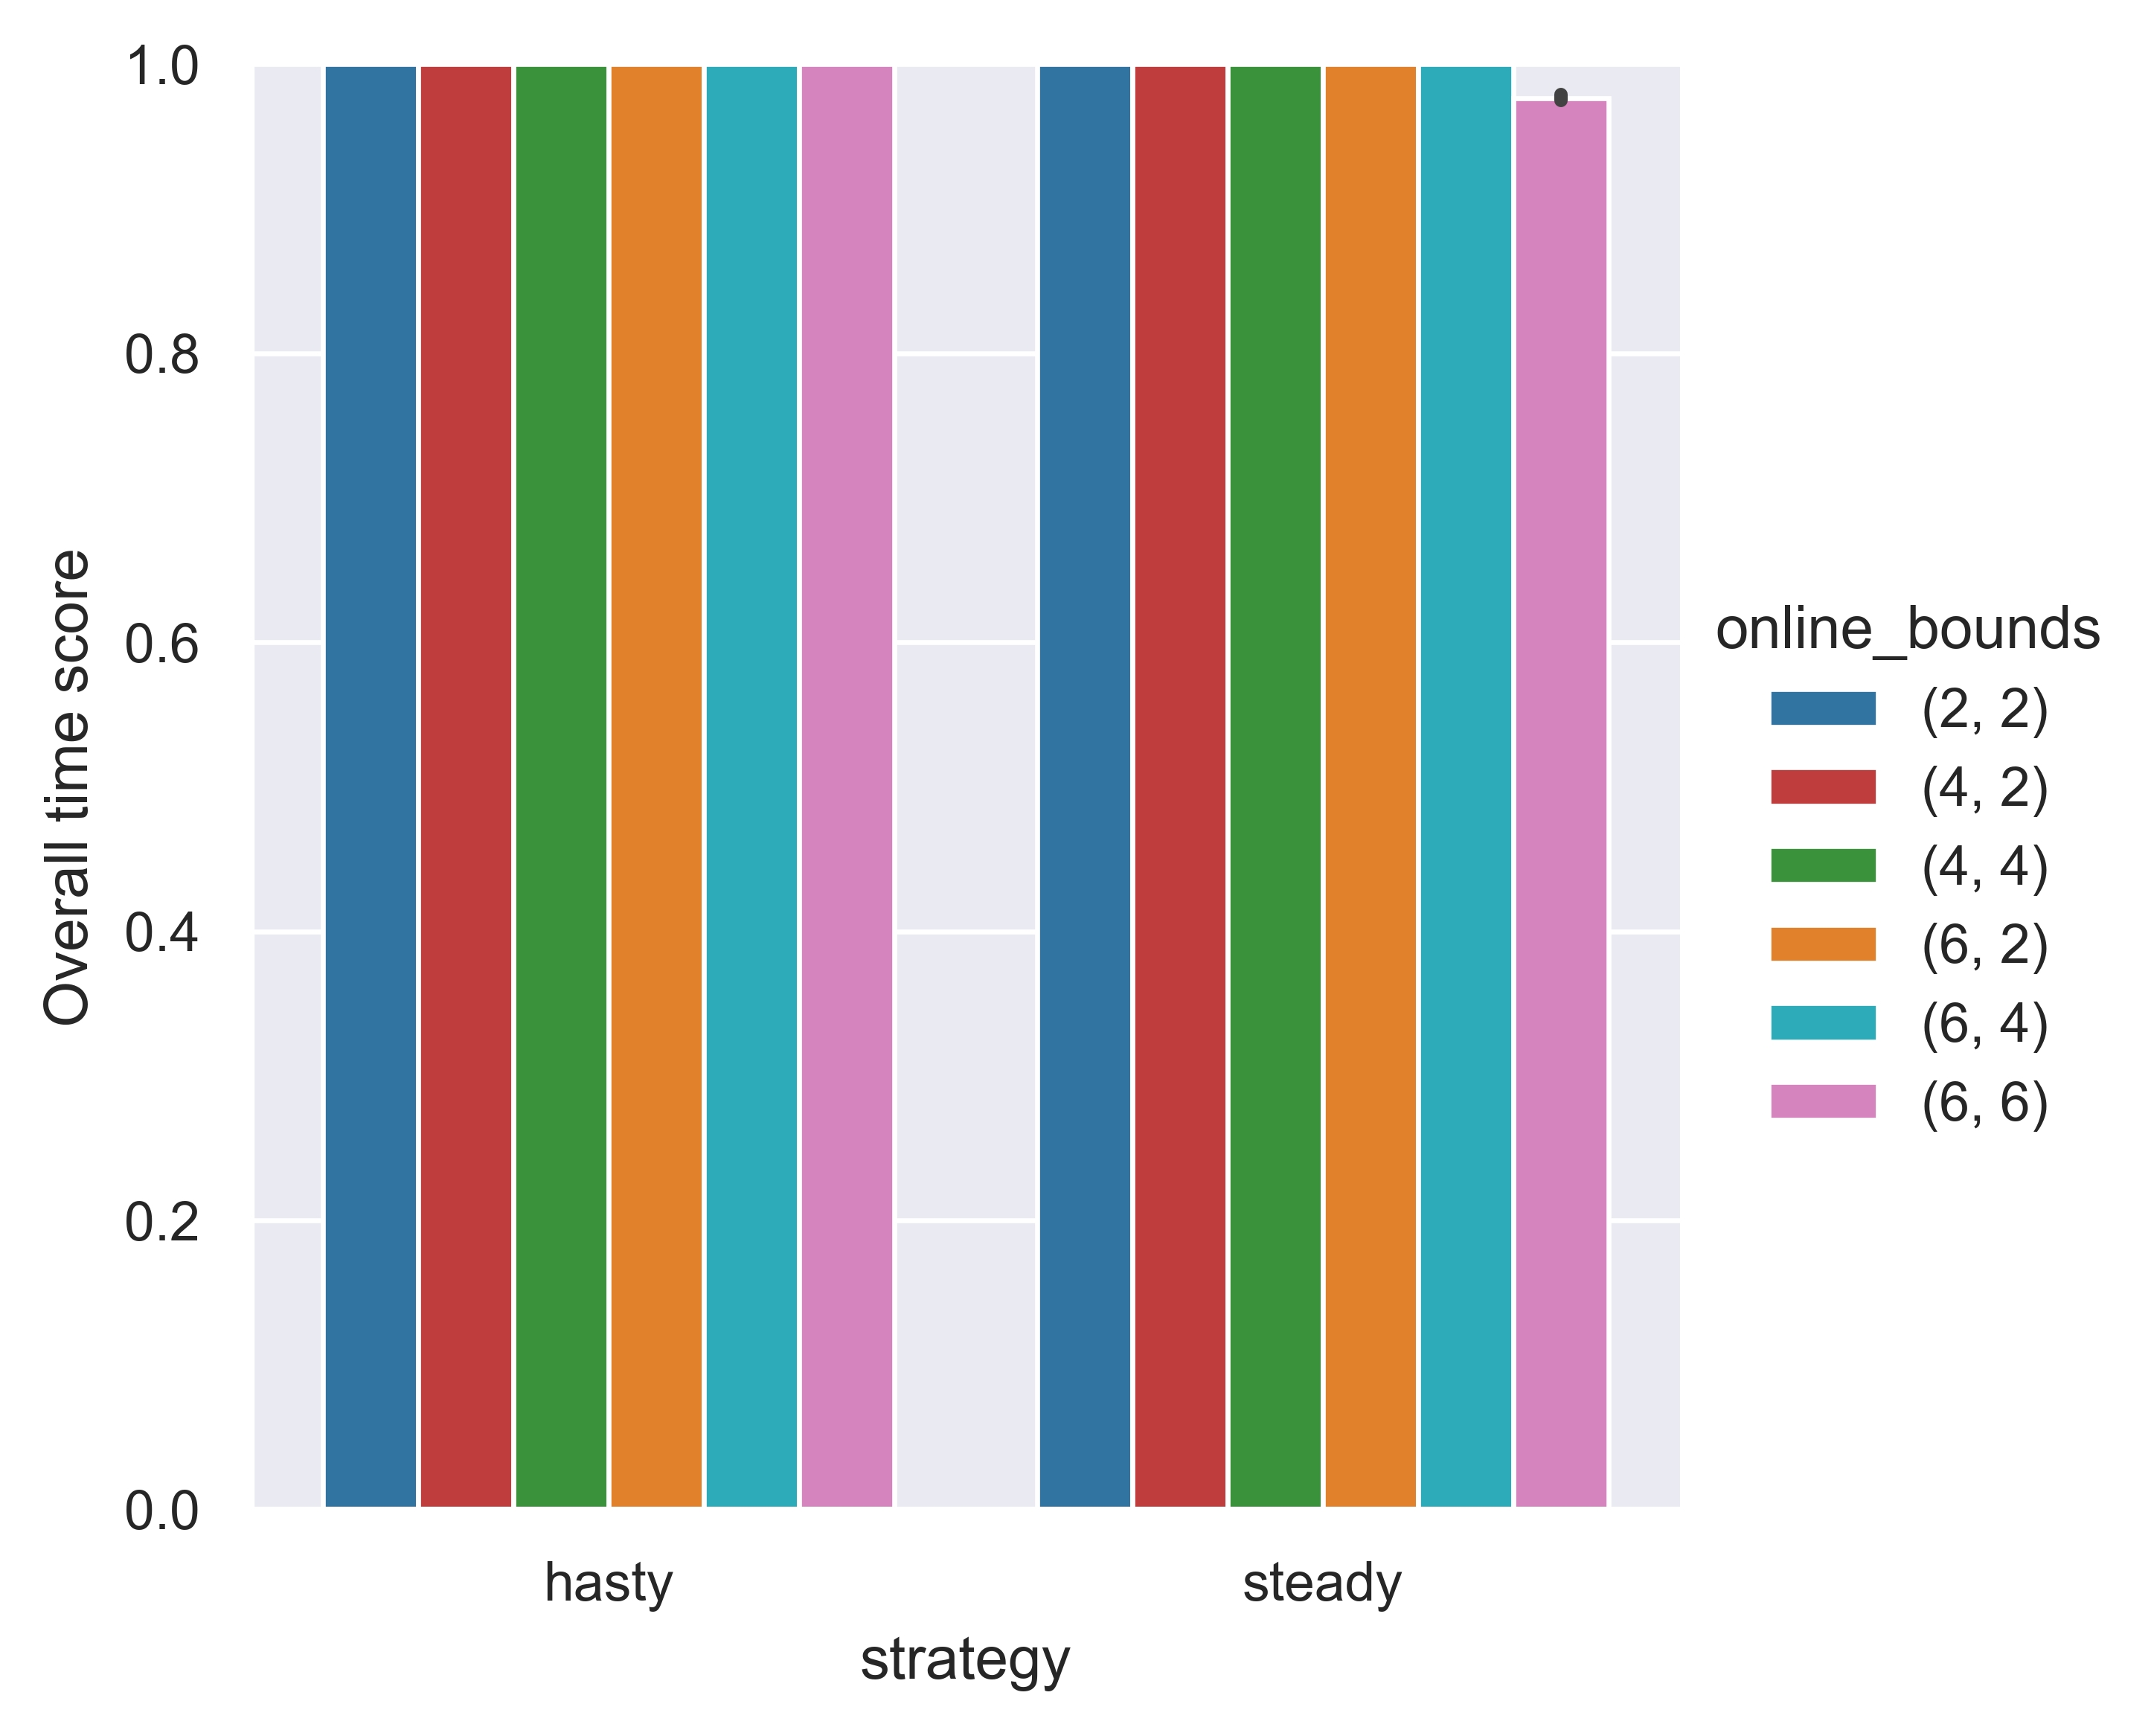 1.0
0.8
0.6
0.4
0.2
0.0
Overall time score
hasty
steady
strategy
online_bounds
(2, 2)
(4, 2)
(4, 4)
(6, 2)
(6, 4)
(6, 6)